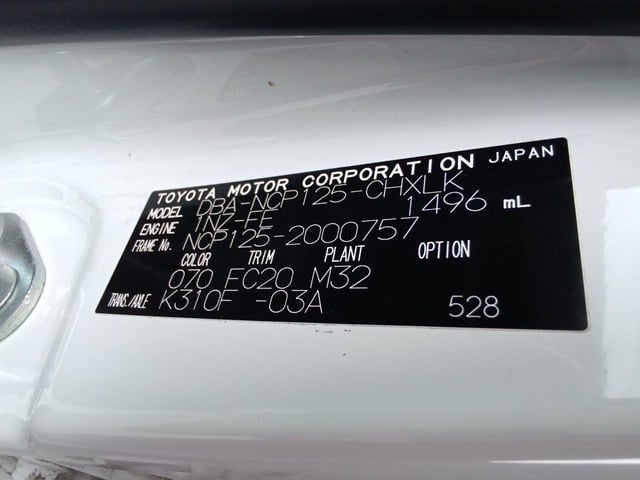 TOYOTA MOTOR CORPORATION JAPAN
MODEL DBA-NCP125-CHXLK
ENGINE 1NZ-FE 1496 mL
FRAME No. NCP125-2000757
COLOR TRIM PLANT OPTION
070 FC20 M32
TRANS./AXLE K310F -03A 528